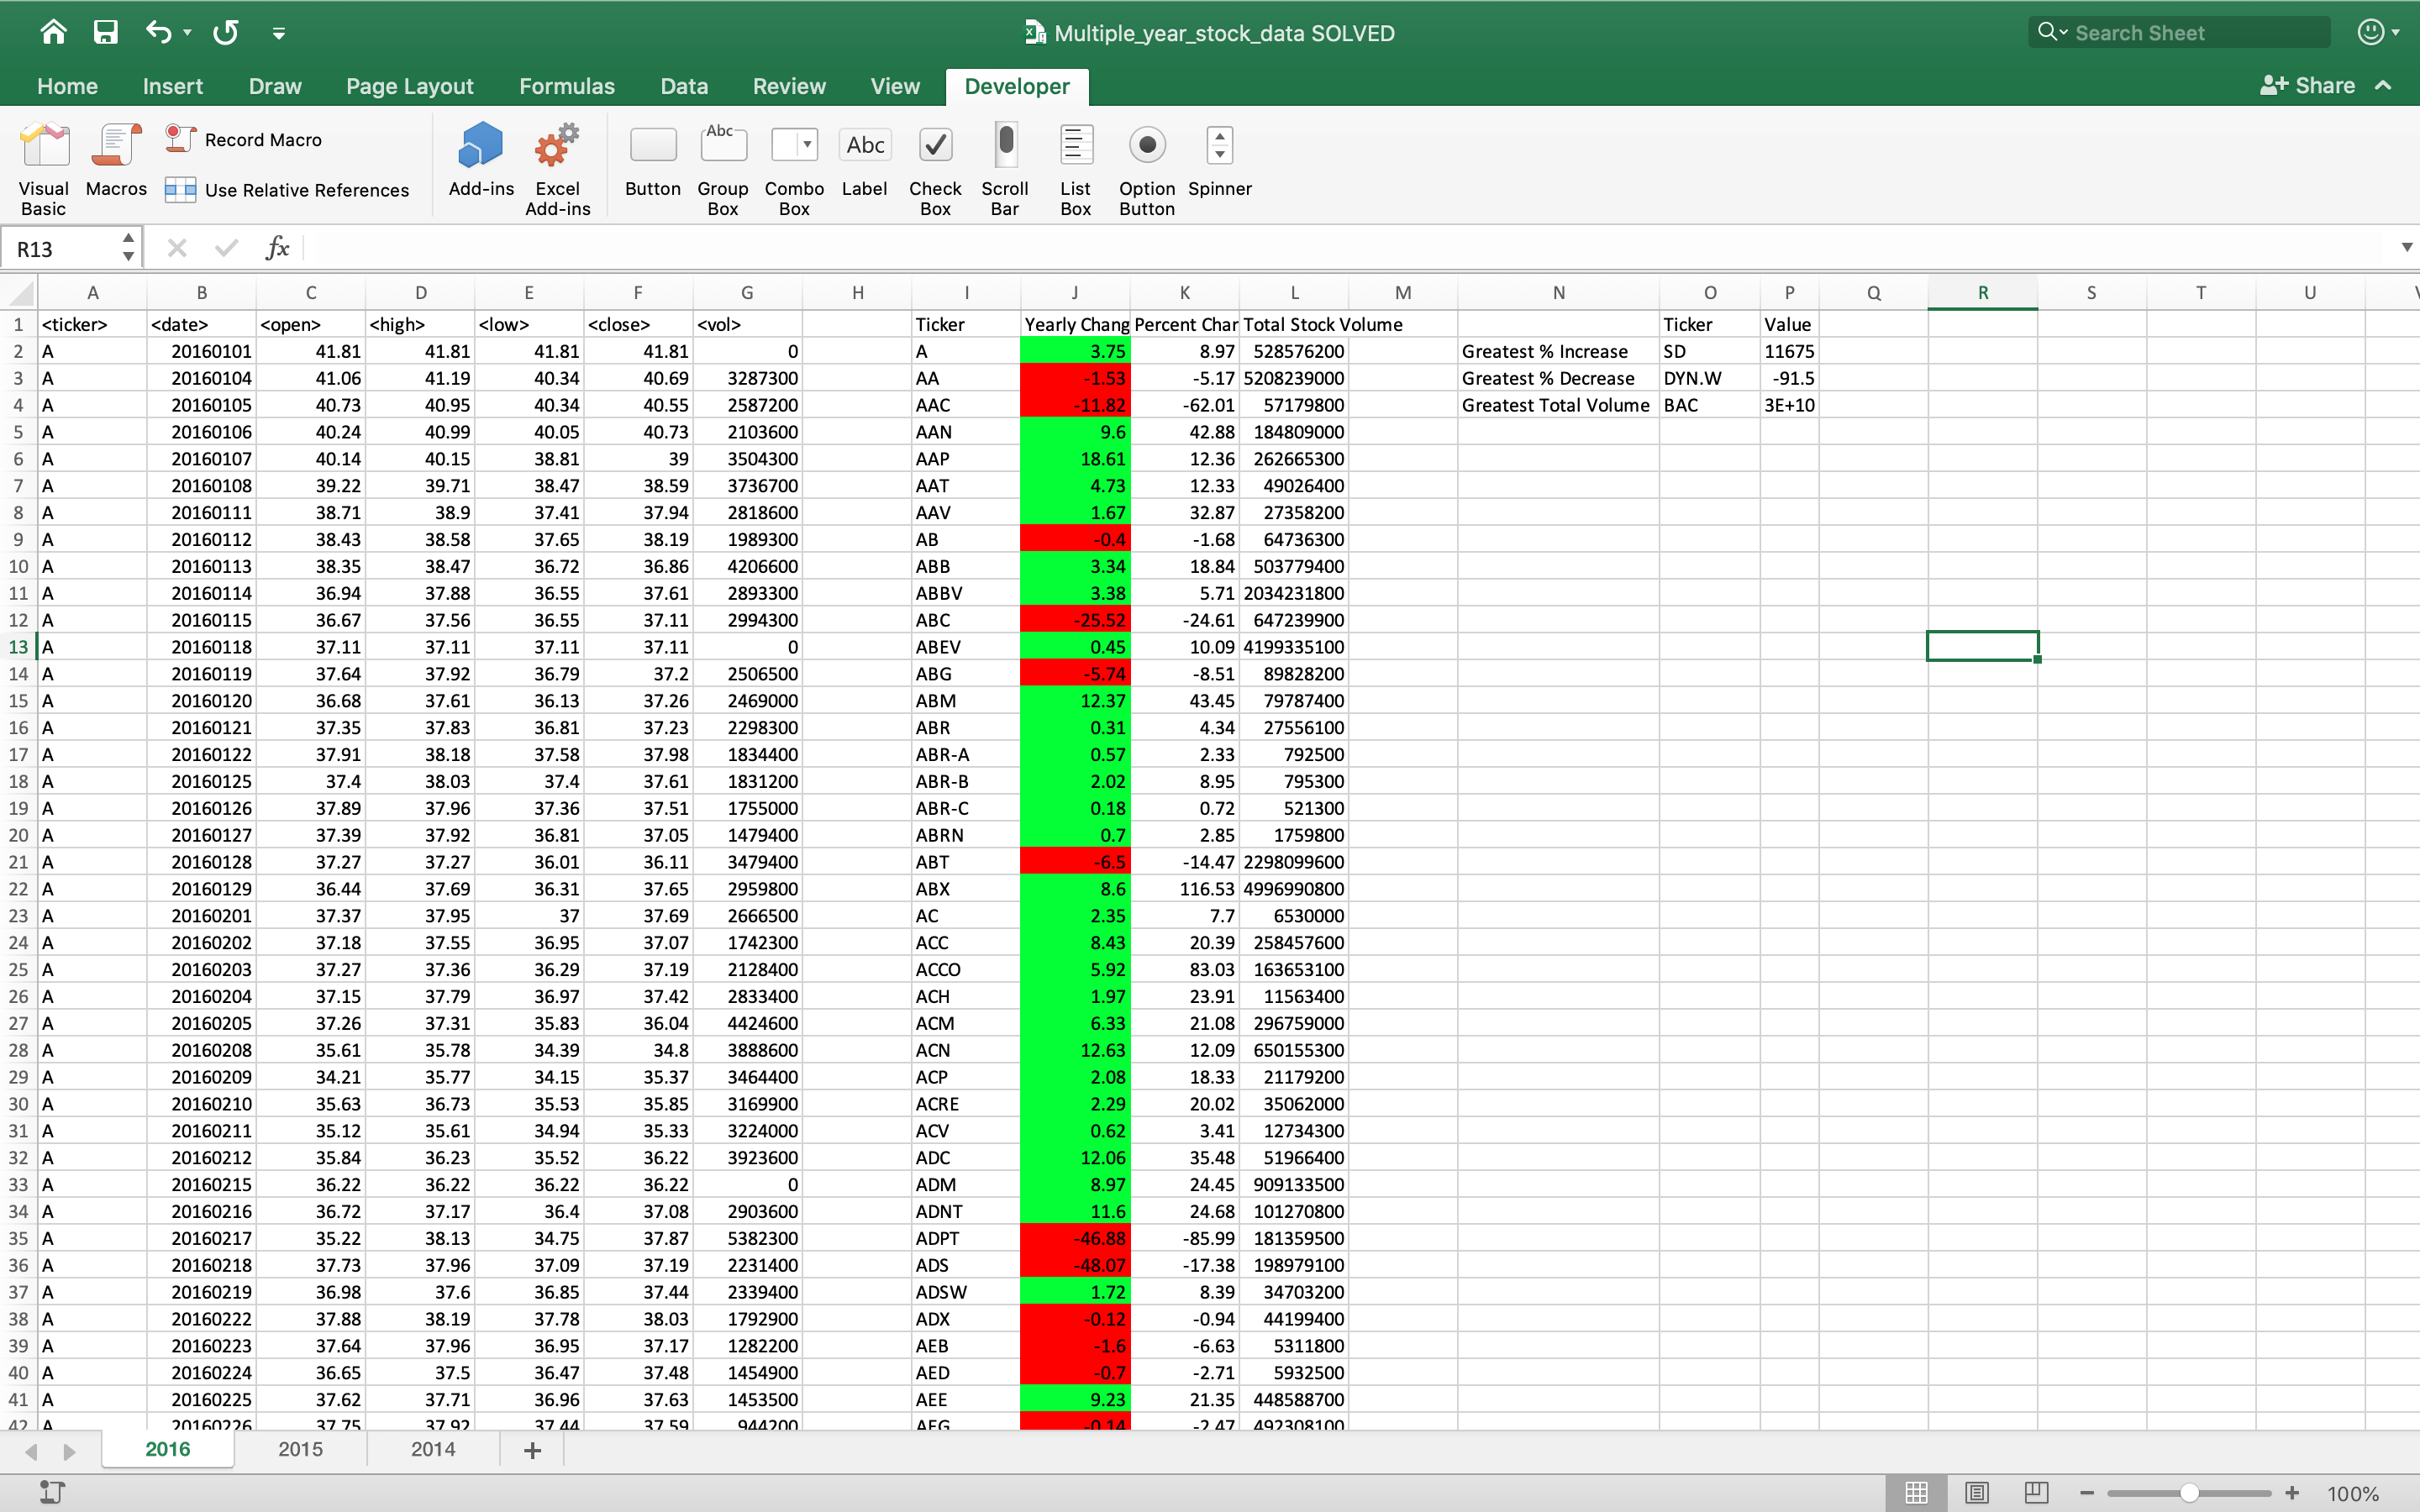 Multiple_year_stock_data SOLVED
Search Sheet
Home Insert Draw Page Layout Formulas Data Review View Developer Share
Visual Basic Macros Record Macro Use Relative References Add-ins Excel Add-ins Button Abc Group Box Combo Box Abc Label Check Box Scroll Bar List Box Option Button Spinner
R13 fx
A B C D E F G H I J K L M N O P Q R S T U
1 <ticker> <date> <open> <high> <low> <close> <vol> Ticker Yearly Chang Percent Char Total Stock Volume Ticker Value
2 A 20160101 41.81 41.81 41.81 41.81 0 A 3.75 8.97 528576200 Greatest % Increase SD 11675
3 A 20160104 41.06 41.19 40.34 40.69 3287300 AA -1.53 -5.17 5208239000 Greatest % Decrease DYN.W -91.5
4 A 20160105 40.73 40.95 40.34 40.55 2587200 AAC -11.82 -62.01 57179800 Greatest Total Volume BAC 3E+10
5 A 20160106 40.24 40.99 40.05 40.73 2103600 AAN 9.6 42.88 184809000
6 A 20160107 40.14 40.15 38.81 39 3504300 AAP 18.61 12.36 262665300
7 A 20160108 39.22 39.71 38.47 38.59 3736700 AAT 4.73 12.33 49026400
8 A 20160111 38.71 38.9 37.41 37.94 2818600 AAV 1.67 32.87 27358200
9 A 20160112 38.43 38.58 37.65 38.19 1989300 AB -0.4 -1.68 64736300
10 A 20160113 38.35 38.47 36.72 36.86 4206600 ABB 3.34 18.84 503779400
11 A 20160114 36.94 37.88 36.55 37.61 2893300 ABBV 3.38 5.71 2034231800
12 A 20160115 36.67 37.56 36.55 37.11 2994300 ABC -25.52 -24.61 647239900
13 A 20160118 37.11 37.11 37.11 37.11 0 ABEV 0.45 10.09 4199335100
14 A 20160119 37.64 37.92 36.79 37.2 2506500 ABG -5.74 -8.51 89828200
15 A 20160120 36.68 37.61 36.13 37.26 2469000 ABM 12.37 43.45 79787400
16 A 20160121 37.35 37.83 36.81 37.23 2298300 ABR 0.31 4.34 27556100
17 A 20160122 37.91 38.18 37.58 37.98 1834400 ABR-A 0.57 2.33 792500
18 A 20160125 37.4 38.03 37.4 37.61 1831200 ABR-B 2.02 8.95 795300
19 A 20160126 37.89 37.96 37.36 37.51 1755000 ABR-C 0.18 0.72 521300
20 A 20160127 37.39 37.92 36.81 37.05 1479400 ABRN 0.7 2.85 1759800
21 A 20160128 37.27 37.27 36.01 36.11 3479400 ABT -6.5 -14.47 2298099600
22 A 20160129 36.44 37.69 36.31 37.65 2959800 ABX 8.6 116.53 4996990800
23 A 20160201 37.37 37.95 37 37.69 2666500 AC 2.35 7.7 6530000
24 A 20160202 37.18 37.55 36.95 37.07 1742300 ACC 8.43 20.39 258457600
25 A 20160203 37.27 37.36 36.29 37.19 2128400 ACCO 5.92 83.03 163653100
26 A 20160204 37.15 37.79 36.97 37.42 2833400 ACH 1.97 23.91 11563400
27 A 20160205 37.26 37.31 35.83 36.04 4424600 ACM 6.33 21.08 296759000
28 A 20160208 35.61 35.78 34.39 34.8 3888600 ACN 12.63 12.09 650155300
29 A 20160209 34.21 35.77 34.15 35.37 3464400 ACP 2.08 18.33 21179200
30 A 20160210 35.63 36.73 35.53 35.85 3169900 ACRE 2.29 20.02 35062000
31 A 20160211 35.12 35.61 34.94 35.33 3224000 ACV 0.62 3.41 12734300
32 A 20160212 35.84 36.23 35.52 36.22 3923600 ADC 12.06 35.48 51966400
33 A 20160215 36.22 36.22 36.22 36.22 0 ADM 8.97 24.45 909133500
34 A 20160216 36.72 37.17 36.4 37.08 2903600 ADNT 11.6 24.68 101270800
35 A 20160217 35.22 38.13 34.75 37.87 5382300 ADPT -46.88 -85.99 181359500
36 A 20160218 37.73 37.96 37.09 37.19 2231400 ADS -48.07 -17.38 198979100
37 A 20160219 36.98 37.6 36.85 37.44 2339400 ADSW 1.72 8.39 34703200
38 A 20160222 37.88 38.19 37.78 38.03 1792900 ADX -0.12 -0.94 44199400
39 A 20160223 37.64 37.96 36.95 37.17 1282200 AEB -1.6 -6.63 5311800
40 A 20160224 36.65 37.5 36.47 37.48 1454900 AED -0.7 -2.71 5932500
41 A 20160225 37.62 37.71 36.96 37.63 1453500 AEE 9.23 21.35 448588700
42 A 20160226 37.75 37.92 37.44 37.59 944200 AEG -0.14 -2.47 492308100
2016 2015 2014
100%